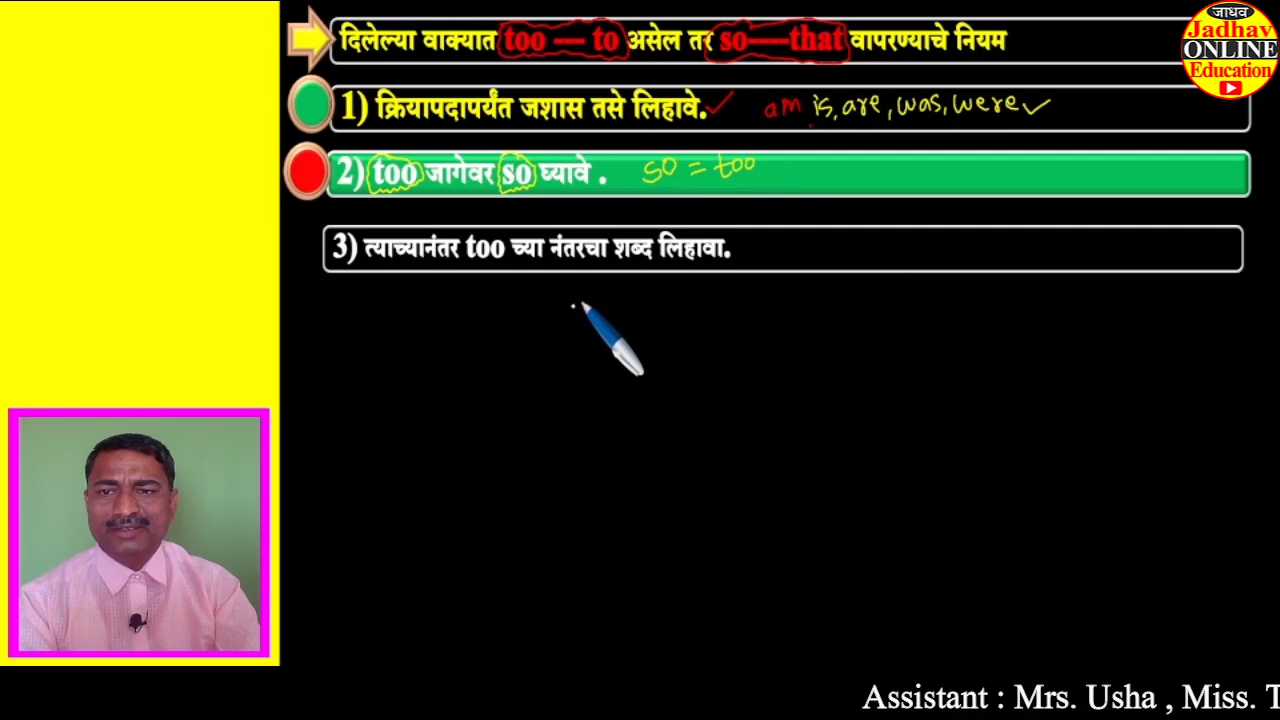 दिलेल्या वाक्यात too — to असेल तर so—–that वापरण्याचे नियम
जाधव
Jadhav
ONLINE
Education
1) क्रियापदापर्यंत जशास तसे लिहावे. am is, are, was, were
2) too जागेवर so घ्यावे . so = too
3) त्याच्यानंतर too च्या नंतरचा शब्द लिहावा.
Assistant : Mrs. Usha , Miss. T